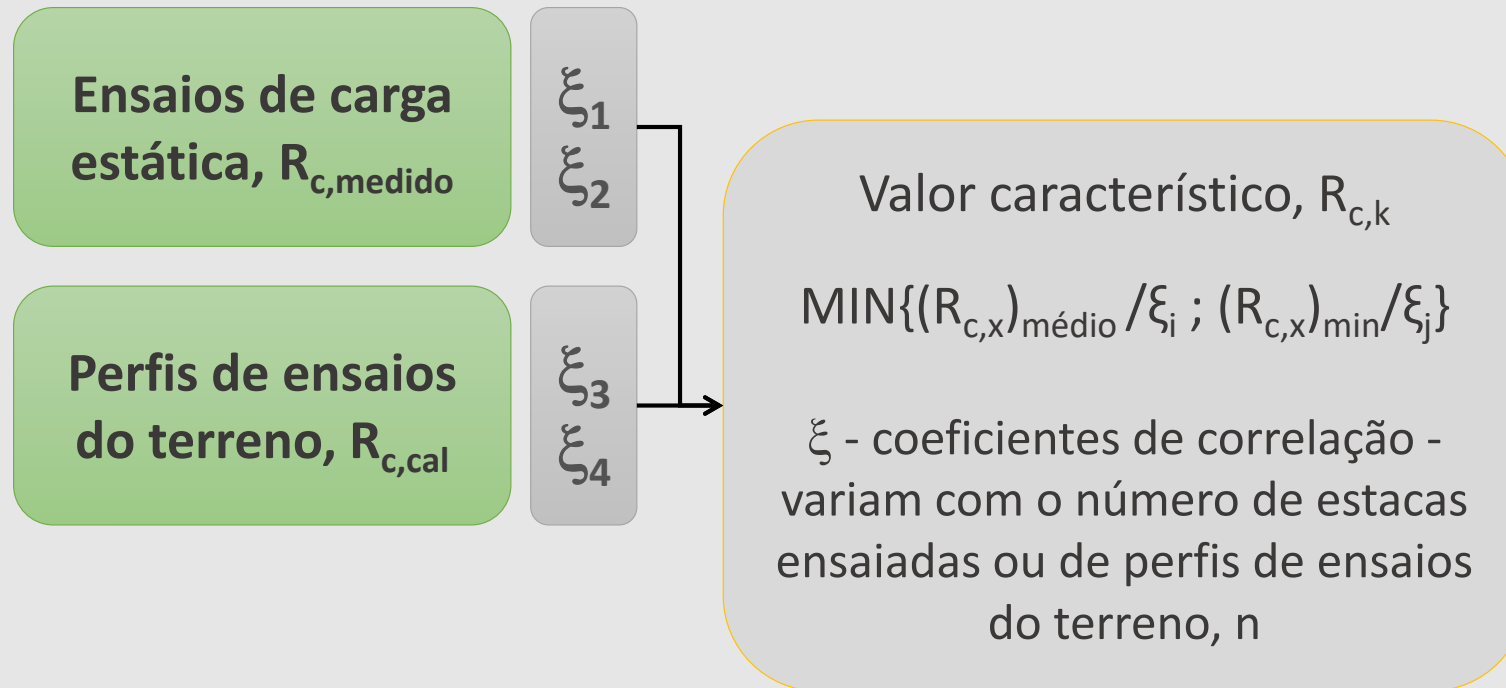 Ensaios de carga
estática, Rc,medido
ξ1
ξ2
Perfis de ensaios
do terreno, Rc,cal
ξ3
ξ4
Valor característico, Rc,k
MIN{(Rc,x)médio /ξi ; (Rc,x)min/ξj}
ξ - coeficientes de correlação -
variam com o número de estacas
ensaiadas ou de perfis de ensaios
do terreno, n